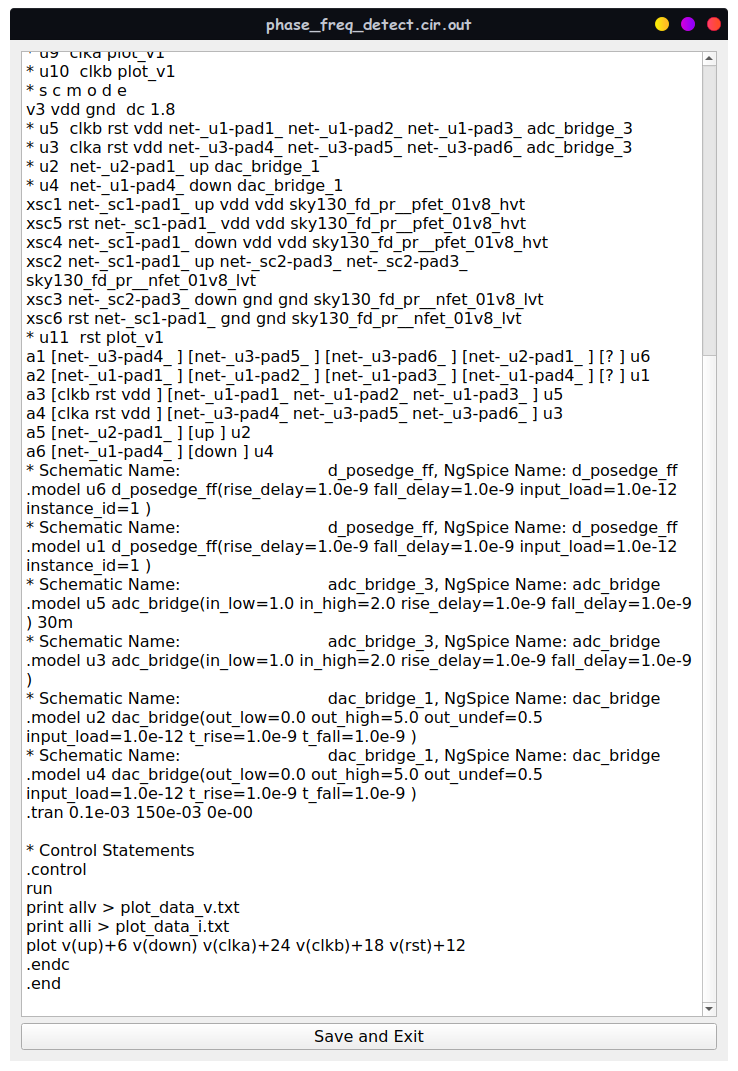 phase_freq_detect.cir.out
* u9  clka plot_v1
* u10  clkb plot_v1
* s c m o d e
v3 vdd gnd  dc 1.8
* u5  clkb rst vdd net-_u1-pad1_ net-_u1-pad2_ net-_u1-pad3_ adc_bridge_3
* u3  clka rst vdd net-_u3-pad4_ net-_u3-pad5_ net-_u3-pad6_ adc_bridge_3
* u2  net-_u2-pad1_ up dac_bridge_1
* u4  net-_u1-pad4_ down dac_bridge_1
xsc1 net-_sc1-pad1_ up vdd vdd sky130_fd_pr__pfet_01v8_hvt
xsc5 rst net-_sc1-pad1_ vdd vdd sky130_fd_pr__pfet_01v8_hvt
xsc4 net-_sc1-pad1_ down vdd vdd sky130_fd_pr__pfet_01v8_hvt
xsc2 net-_sc1-pad1_ up net-_sc2-pad3_ net-_sc2-pad3_
sky130_fd_pr__nfet_01v8_lvt
xsc3 net-_sc2-pad3_ down gnd gnd sky130_fd_pr__nfet_01v8_lvt
xsc6 rst net-_sc1-pad1_ gnd gnd sky130_fd_pr__nfet_01v8_lvt
* u11  rst plot_v1
a1 [net-_u3-pad4_ ] [net-_u3-pad5_ ] [net-_u3-pad6_ ] [net-_u2-pad1_ ] [? ] u6
a2 [net-_u1-pad1_ ] [net-_u1-pad2_ ] [net-_u1-pad3_ ] [net-_u1-pad4_ ] [? ] u1
a3 [clkb rst vdd ] [net-_u1-pad1_ net-_u1-pad2_ net-_u1-pad3_ ] u5
a4 [clka rst vdd ] [net-_u3-pad4_ net-_u3-pad5_ net-_u3-pad6_ ] u3
a5 [net-_u2-pad1_ ] [up ] u2
a6 [net-_u1-pad4_ ] [down ] u4
* Schematic Name: d_posedge_ff, NgSpice Name: d_posedge_ff
.model u6 d_posedge_ff(rise_delay=1.0e-9 fall_delay=1.0e-9 input_load=1.0e-12
instance_id=1 )
* Schematic Name: d_posedge_ff, NgSpice Name: d_posedge_ff
.model u1 d_posedge_ff(rise_delay=1.0e-9 fall_delay=1.0e-9 input_load=1.0e-12
instance_id=1 )
* Schematic Name: adc_bridge_3, NgSpice Name: adc_bridge
.model u5 adc_bridge(in_low=1.0 in_high=2.0 rise_delay=1.0e-9 fall_delay=1.0e-9
) 30m
* Schematic Name: adc_bridge_3, NgSpice Name: adc_bridge
.model u3 adc_bridge(in_low=1.0 in_high=2.0 rise_delay=1.0e-9 fall_delay=1.0e-9
)
* Schematic Name: dac_bridge_1, NgSpice Name: dac_bridge
.model u2 dac_bridge(out_low=0.0 out_high=5.0 out_undef=0.5
input_load=1.0e-12 t_rise=1.0e-9 t_fall=1.0e-9 )
* Schematic Name: dac_bridge_1, NgSpice Name: dac_bridge
.model u4 dac_bridge(out_low=0.0 out_high=5.0 out_undef=0.5
input_load=1.0e-12 t_rise=1.0e-9 t_fall=1.0e-9 )
.tran 0.1e-03 150e-03 0e-00
* Control Statements
.control
run
print allv > plot_data_v.txt
print alli > plot_data_i.txt
plot v(up)+6 v(down) v(clka)+24 v(clkb)+18 v(rst)+12
.endc
.end
Save and Exit